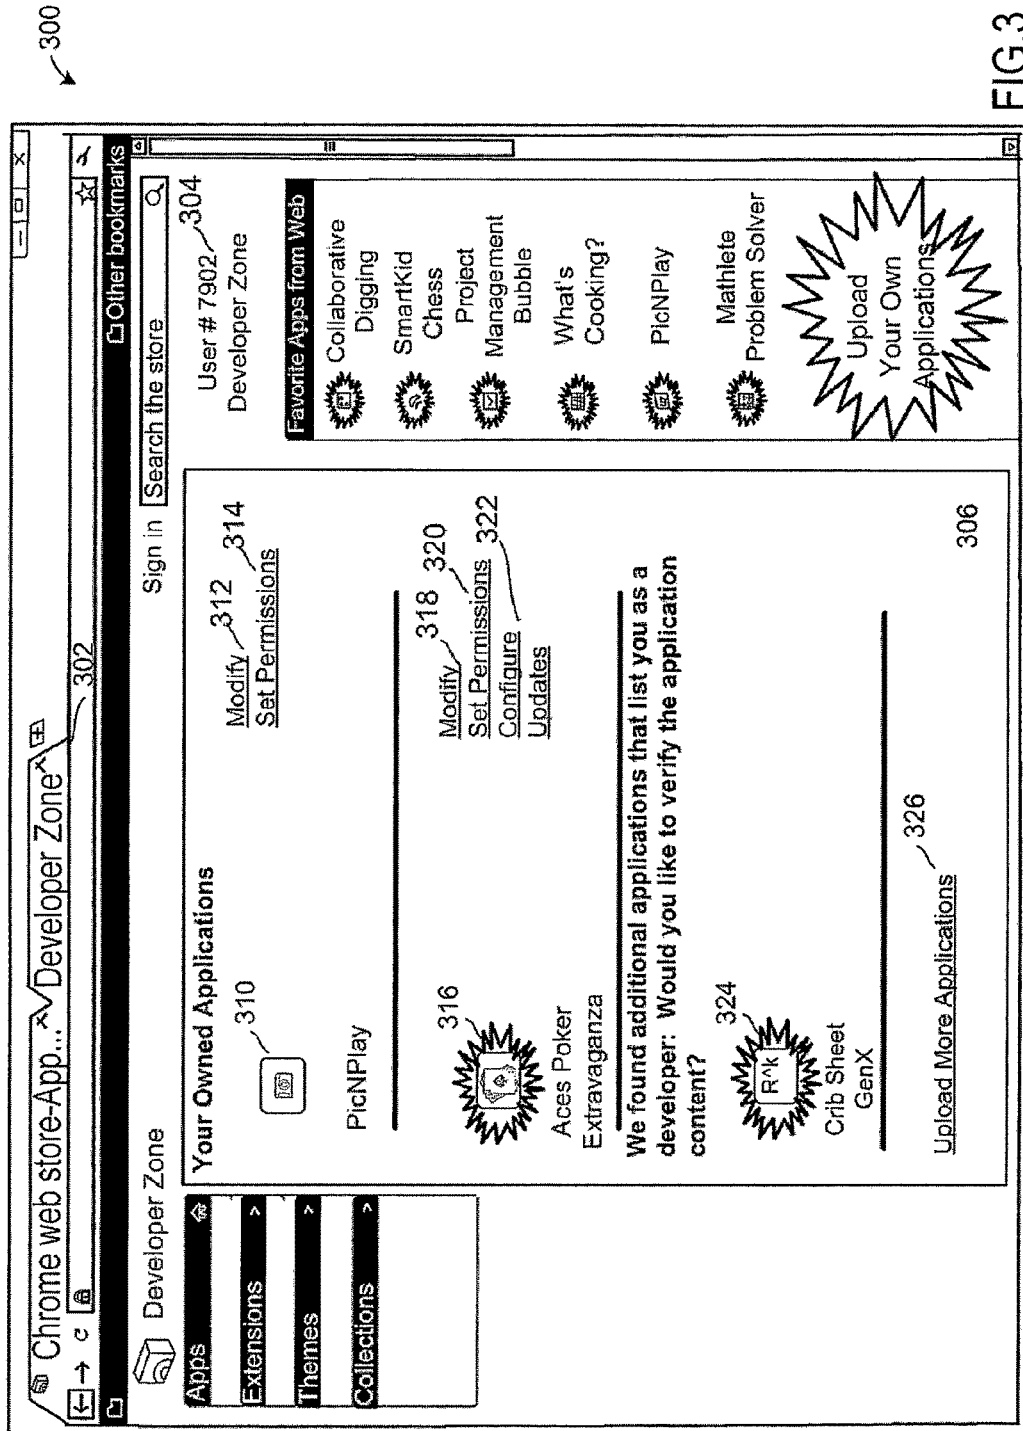 300
Chrome web store-App...
Developer Zone
302
Other bookmarks
Developer Zone
Sign in
Search the store
User # 7902
304
Developer Zone
Apps
Extensions >
Themes >
Collections >
Your Owned Applications
310
PicNPlay
Modify
312
Set Permissions
314
316
Aces Poker
Extravaganza
Modify
318
Set Permissions
320
Configure
Updates
322
We found additional applications that list you as a
developer: Would you like to verify the application
content?
324
R^k
Crib Sheet
GenX
Upload More Applications
326
306
Favorite Apps from Web
Collaborative
Digging
SmartKid
Chess
Project
Management
Bubble
What's
Cooking?
PicNPlay
Mathlete
Problem Solver
Upload
Your Own
Applications
FIG.3